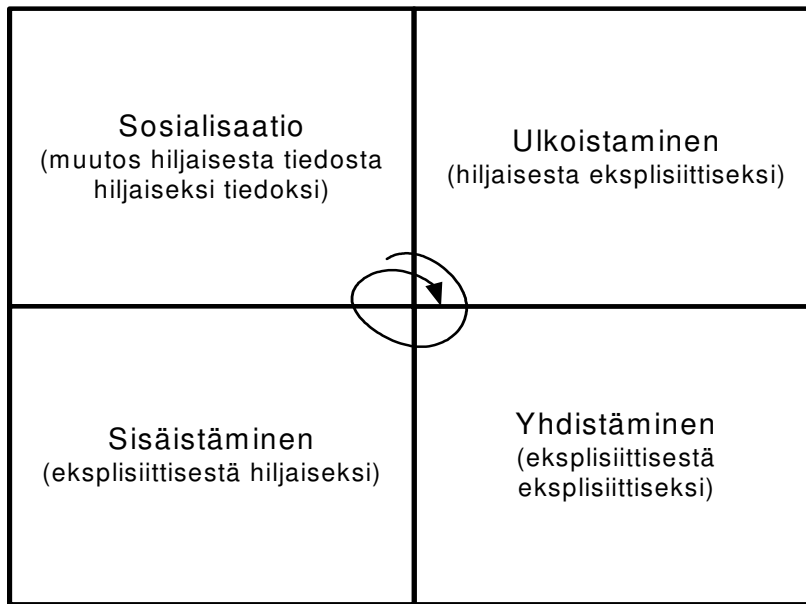 Sosialisaatio
(muutos hiljaisesta tiedosta
hiljaiseksi tiedoksi)
Ulkoistaminen
(hiljaisesta eksplisiittiseksi)
Sisäistäminen
(eksplisiittisestä hiljaiseksi)
Yhdistäminen
(eksplisiittisestä
eksplisiittiseksi)